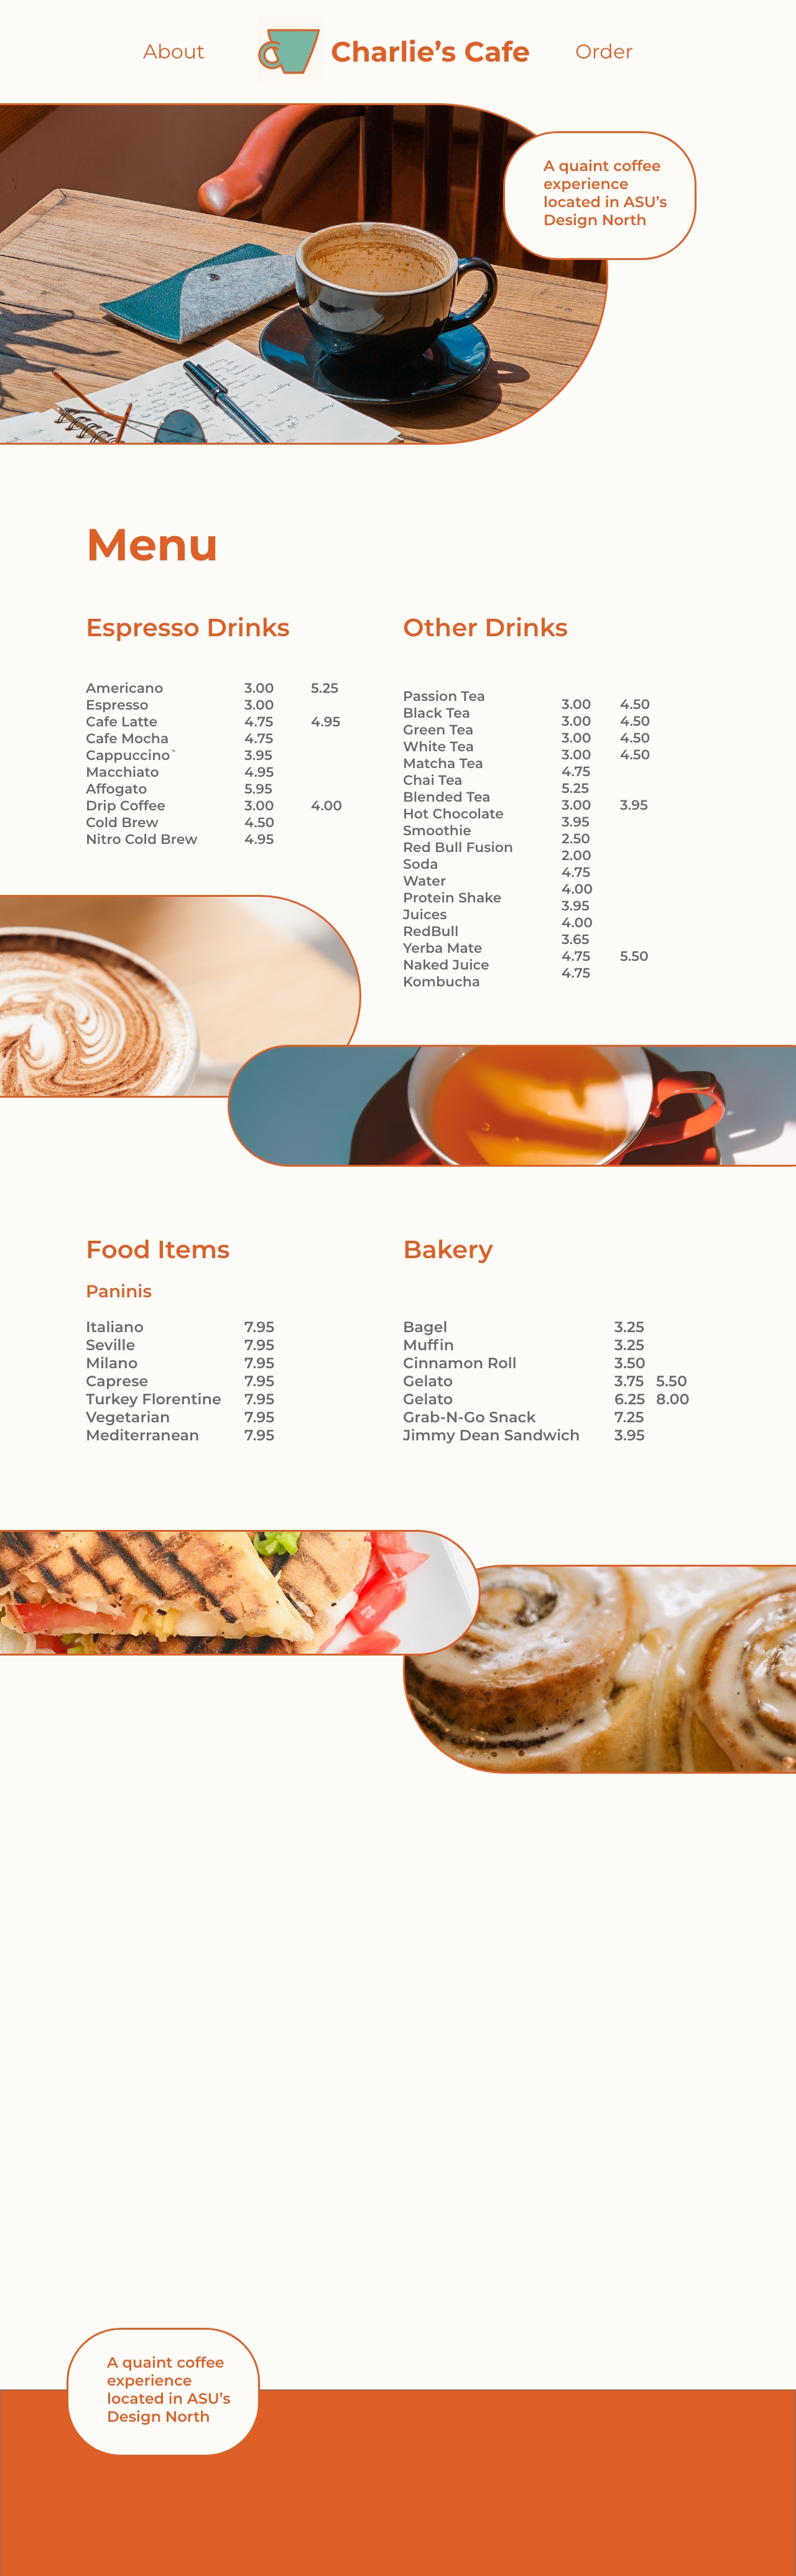 About
Charlie's Cafe
Order
A quaint coffee
experience
located in ASU's
Design North
Menu
Espresso Drinks
Americano 3.00 5.25
Espresso 3.00
Cafe Latte 4.75 4.95
Cafe Mocha 4.75
Cappuccino` 3.95
Macchiato 4.95
Affogato 5.95
Drip Coffee 3.00 4.00
Cold Brew 4.50
Nitro Cold Brew 4.95
Other Drinks
Passion Tea
Black Tea
Green Tea
White Tea
Matcha Tea
Chai Tea
Blended Tea
Hot Chocolate
Smoothie
Red Bull Fusion
Soda
Water
Protein Shake
Juices
RedBull
Yerba Mate
Naked Juice
Kombucha
3.00 4.50
3.00 4.50
3.00 4.50
3.00 4.50
4.75
5.25
3.00 3.95
3.95
2.50
2.00
4.75
4.00
3.95
4.00
3.65
4.75 5.50
4.75
Food Items
Paninis
Italiano 7.95
Seville 7.95
Milano 7.95
Caprese 7.95
Turkey Florentine 7.95
Vegetarian 7.95
Mediterranean 7.95
Bakery
Bagel 3.25
Muffin 3.25
Cinnamon Roll 3.50
Gelato 3.75 5.50
Gelato 6.25 8.00
Grab-N-Go Snack 7.25
Jimmy Dean Sandwich 3.95
A quaint coffee
experience
located in ASU's
Design North